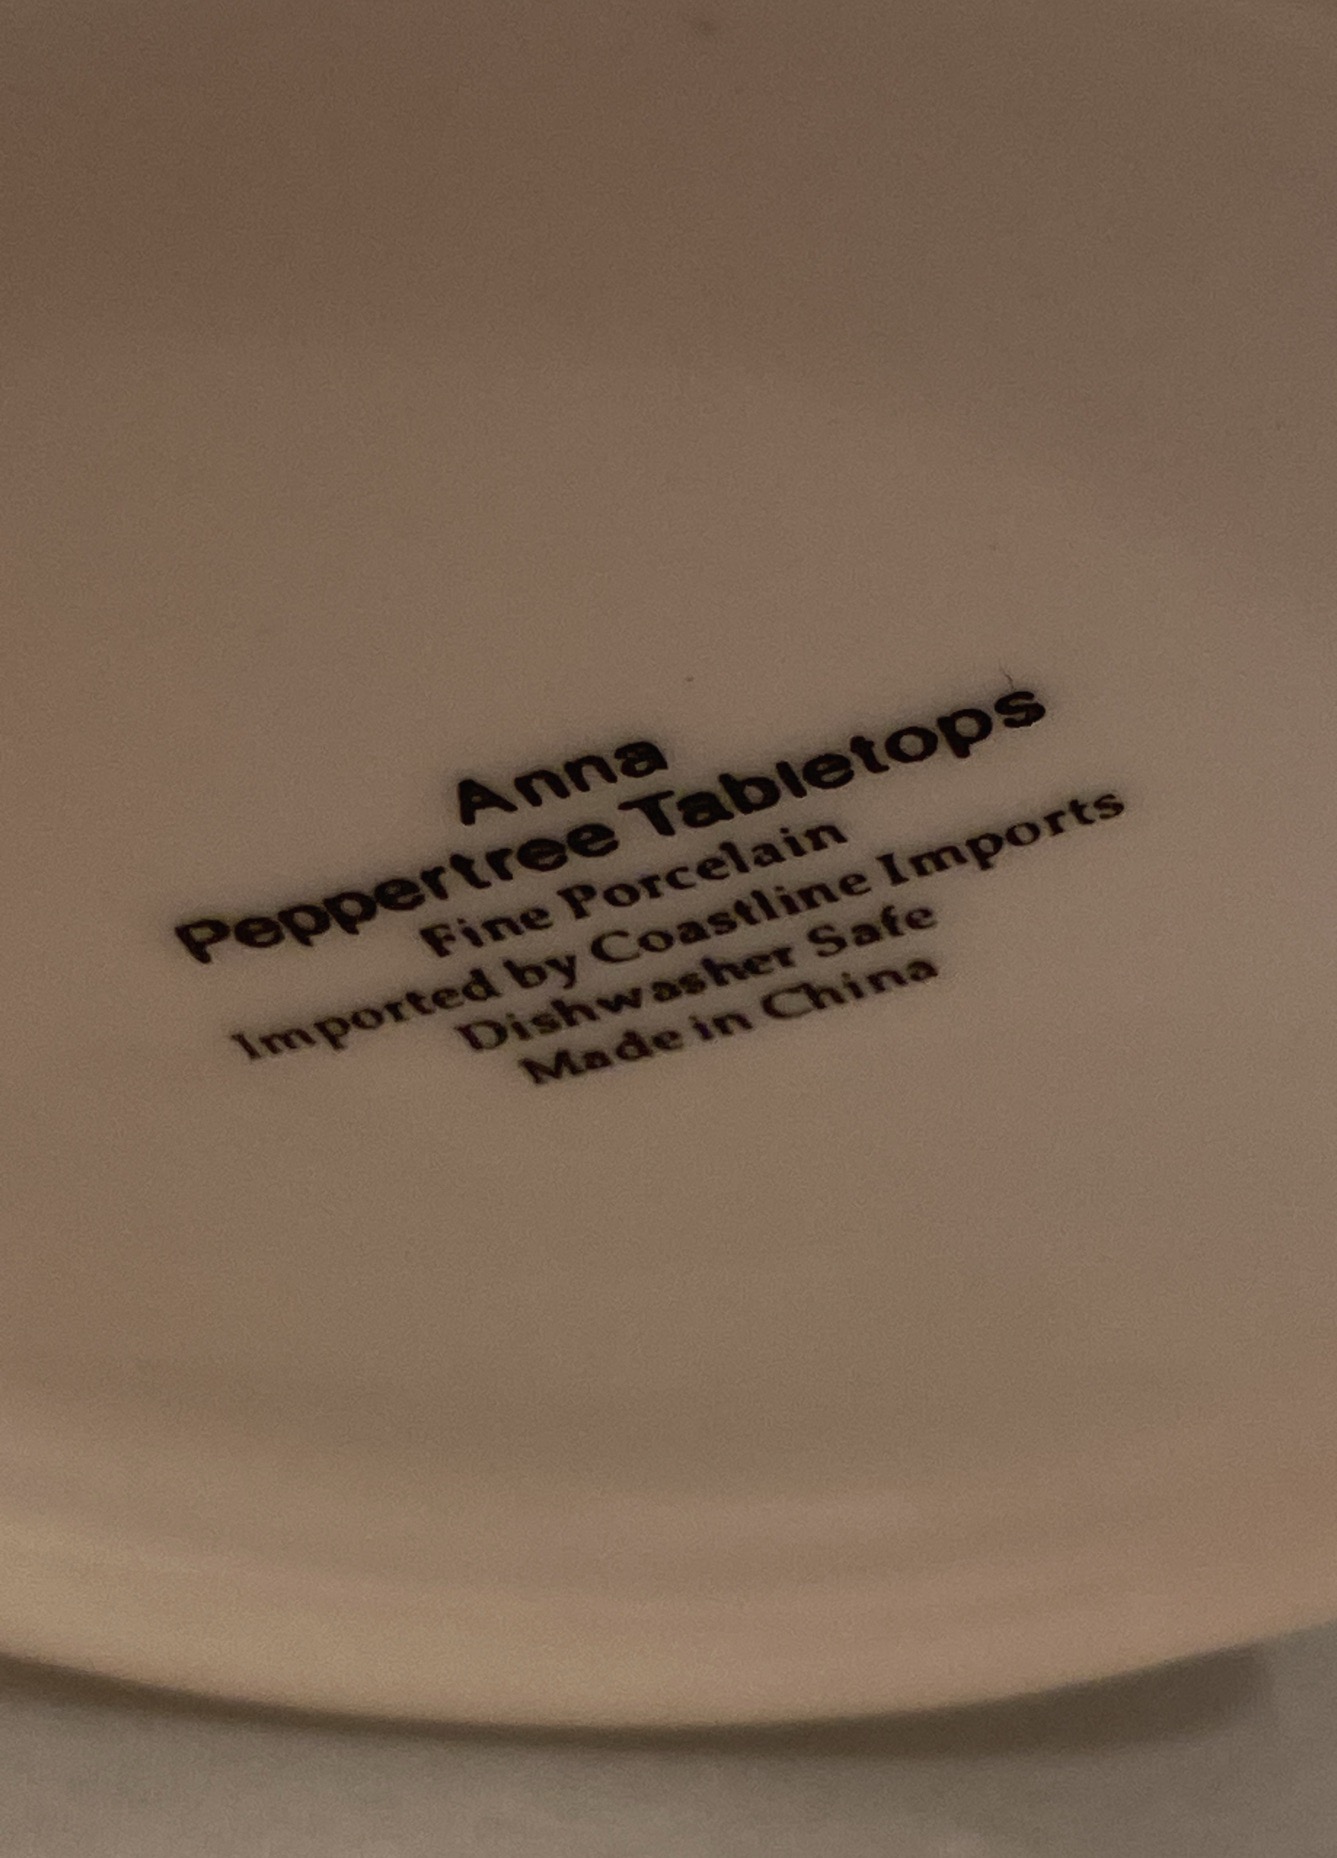 Anna
Peppertree Tabletops
Fine Porcelain
Imported by Coastline Imports
Dishwasher Safe
Made in China